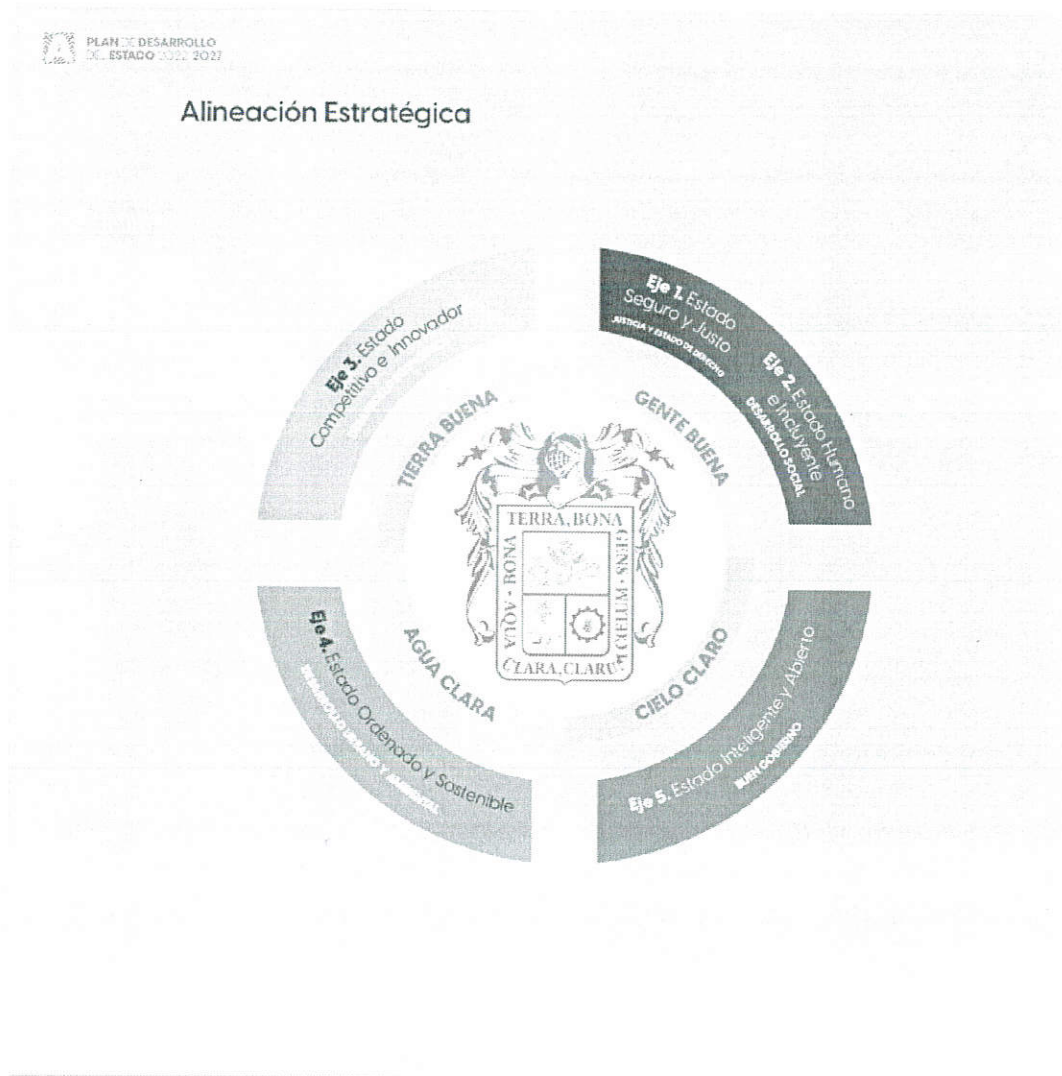 PLAN DE DESARROLLO
DEL ESTADO 2022 2027
Alineación Estratégica
Eje 1. Estado
Seguro y Justo
JUSTICIA Y ESTADO DE DERECHO
Eje 2. Estado Humano
e Incluyente
DESARROLLO SOCIAL
Eje 3. Estado
Competitivo e Innovador
TIERRA BUENA
GENTE BUENA
TERRA, BONA
BONA
GENS
CLARA, CLARU
AGUA CLARA
CIELO CLARO
Eje 4. Estado Ordenado y Sostenible
DESARROLLO URBANO Y AMBIENTAL
Eje 5. Estado Inteligente y Abierto
BUEN GOBIERNO